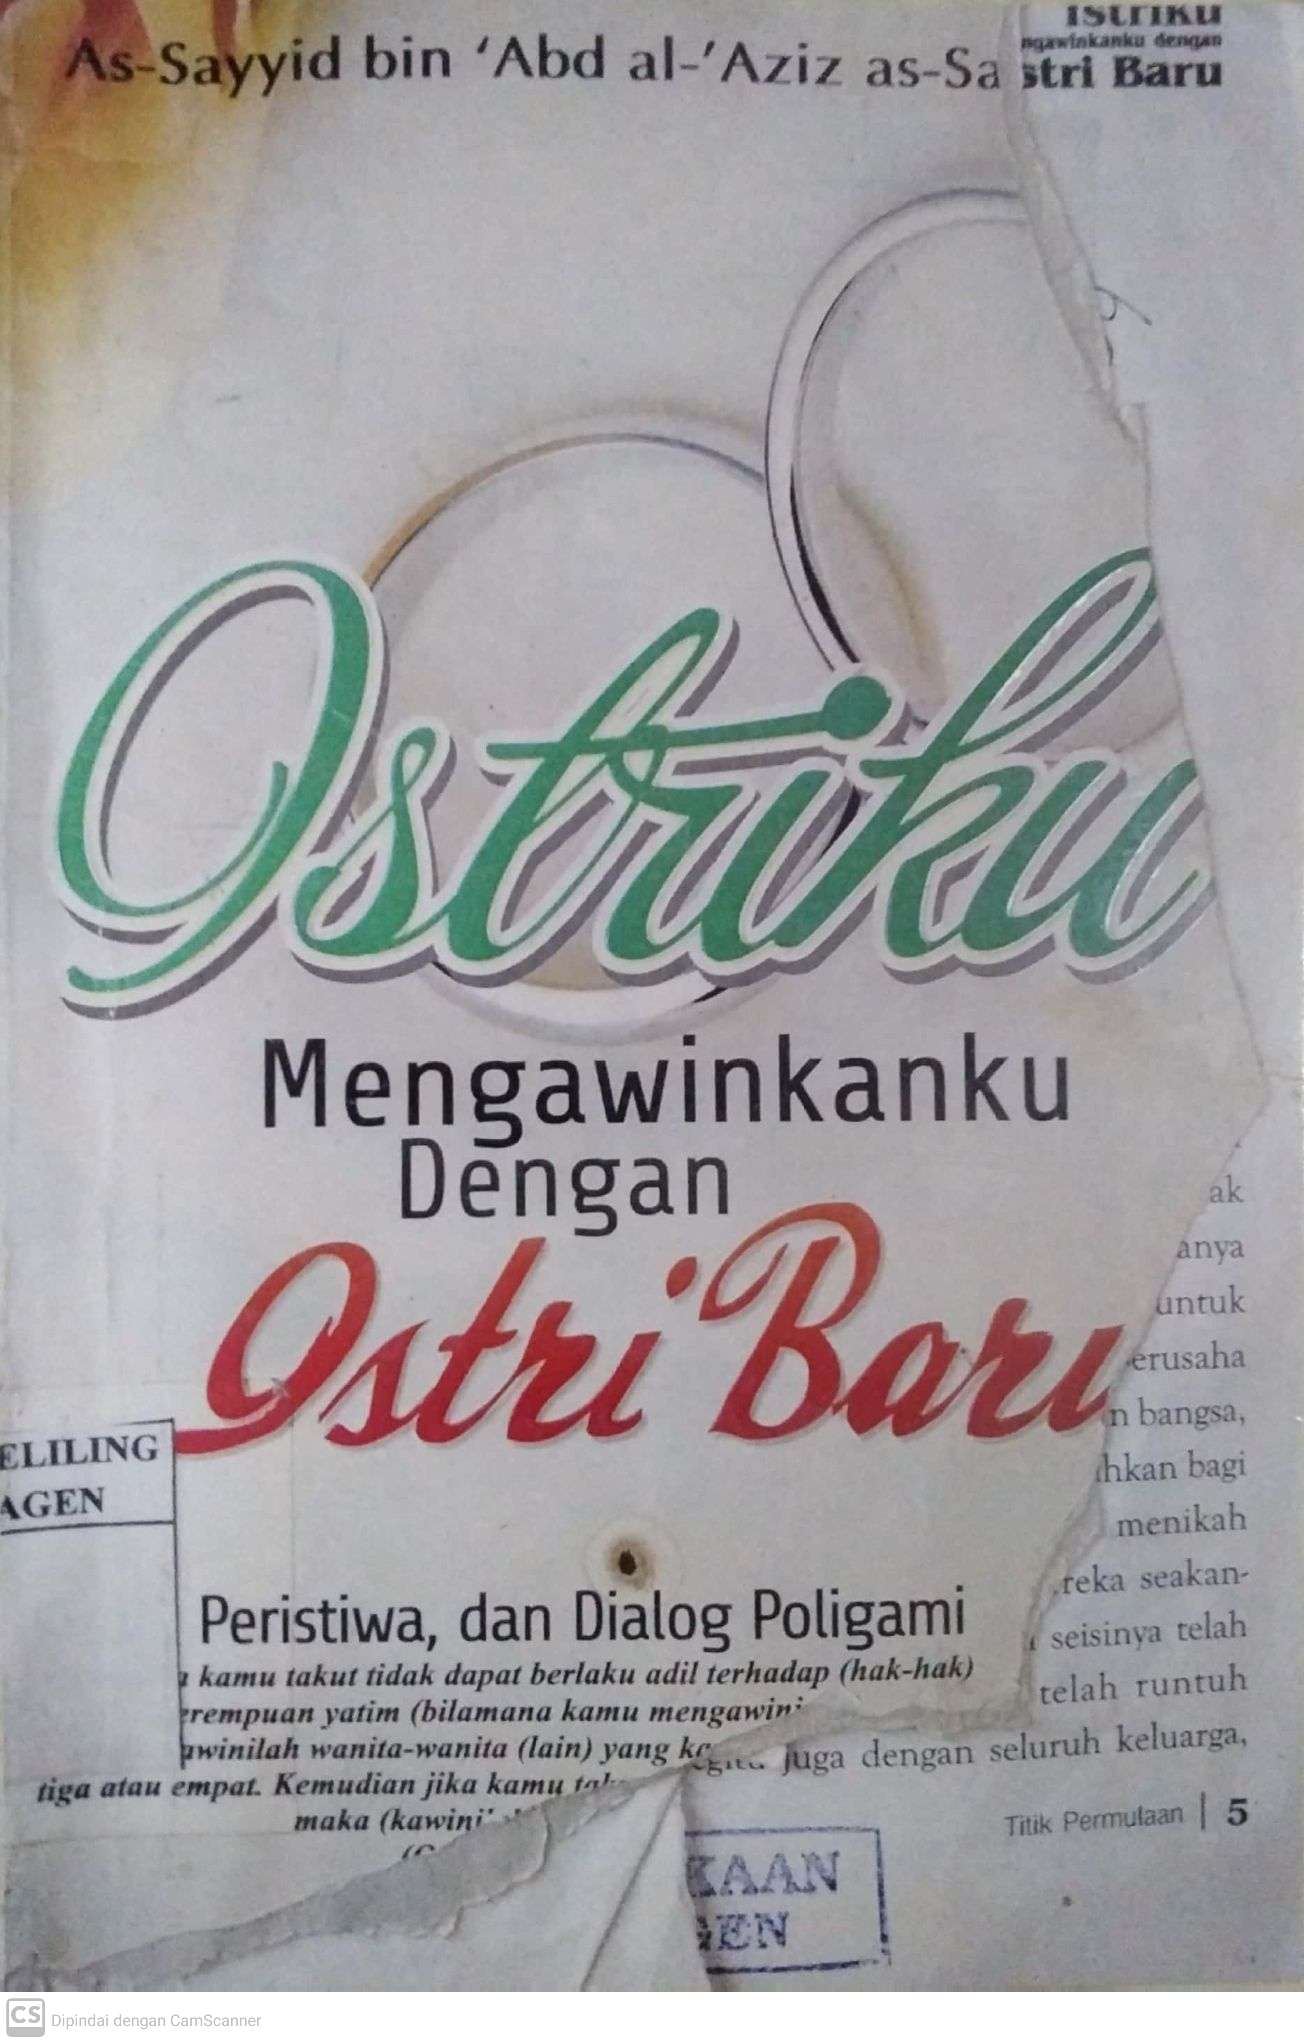 As-Sayyid bin 'Abd al-'Aziz as-Sa
Istriku
ngawinkanku dengan
stri Baru
Istriku
Mengawinkanku
Dengan
Istri Baru
ak
anya
untuk
erusaha
n bangsa,
hkan bagi
menikah
reka seakan-
seisinya telah
telah runtuh
juga dengan seluruh keluarga,
Titik Permulaan | 5
ELILING
AGEN
Peristiwa, dan Dialog Poligami
kamu takut tidak dapat berlaku adil terhadap (hak-hak)
erempuan yatim (bilamana kamu mengawini
awinilah wanita-wanita (lain) yang
tiga atau empat. Kemudian jika kamu
maka (kawini
KAAN
GEN
CS Dipindai dengan CamScanner